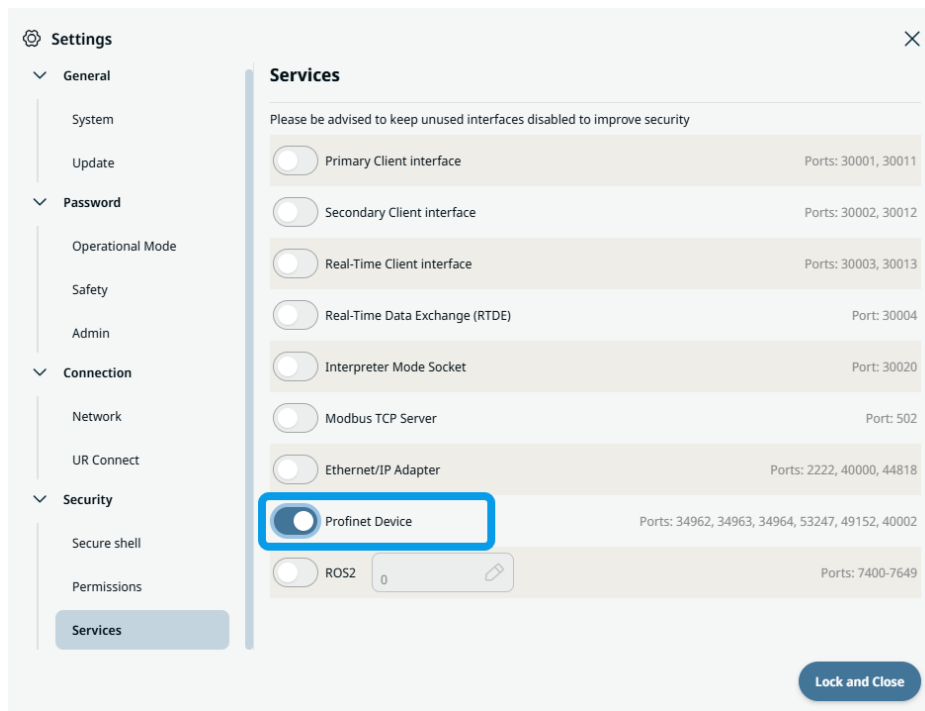 Settings
General
System
Update
Password
Operational Mode
Safety
Admin
Connection
Network
UR Connect
Security
Secure shell
Permissions
Services
Services
Please be advised to keep unused interfaces disabled to improve security
Primary Client interface Ports: 30001, 30011
Secondary Client interface Ports: 30002, 30012
Real-Time Client interface Ports: 30003, 30013
Real-Time Data Exchange (RTDE) Port: 30004
Interpreter Mode Socket Port: 30020
Modbus TCP Server Port: 502
Ethernet/IP Adapter Ports: 2222, 40000, 44818
Profinet Device Ports: 34962, 34963, 34964, 53247, 49152, 40002
ROS2 0 Ports: 7400-7649
Lock and Close